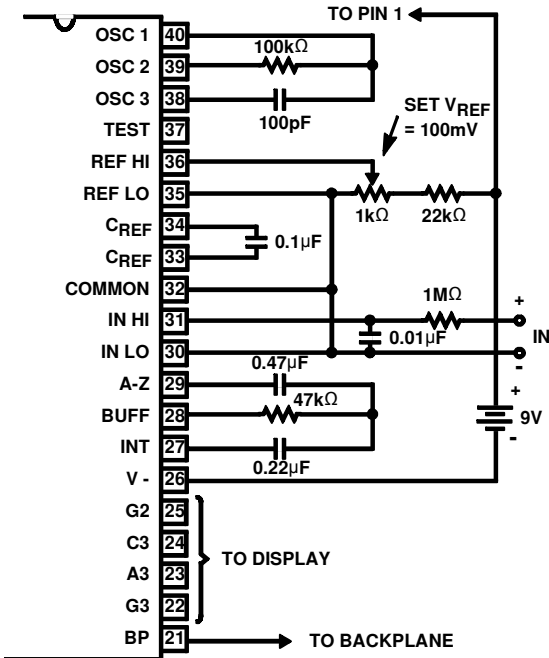 TO PIN 1
OSC 1 40
100kΩ
OSC 2 39
OSC 3 38
100pF
SET VREF
= 100mV
TEST 37
REF HI 36
REF LO 35
1kΩ 22kΩ
CREF 34
0.1µF
CREF 33
COMMON 32
1MΩ
IN HI 31
+
0.01µF
IN
IN LO 30
-
0.47µF
A-Z 29
47kΩ
+
BUFF 28
9V
-
INT 27
0.22µF
V - 26
G2 25
C3 24
TO DISPLAY
A3 23
G3 22
BP 21
TO BACKPLANE